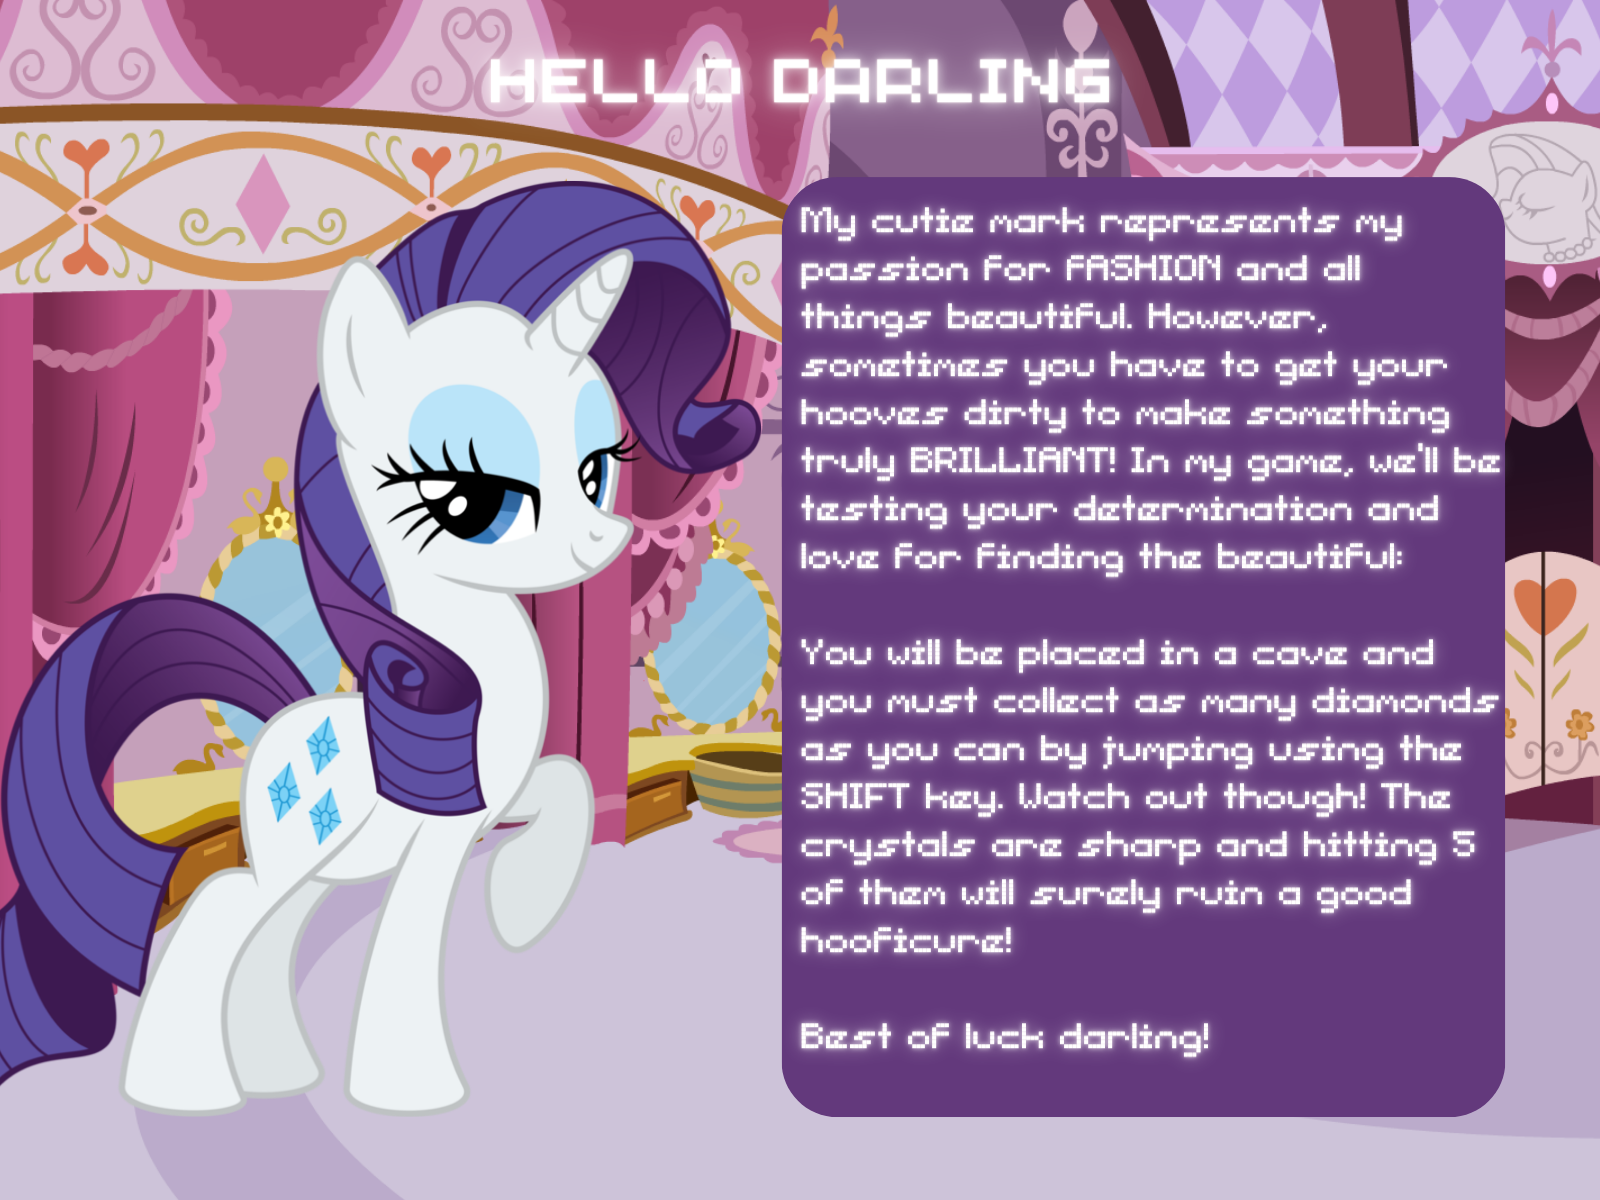 HELLO DARLING
My cutie mark represents my
passion for FASHION and all
things beautiful. However,
sometimes you have to get your
hooves dirty to make something
truly BRILLIANT! In my game, we'll be
testing your determination and
love for finding the beautiful:
You will be placed in a cave and
you must collect as many diamonds
as you can by jumping using the
SHIFT key. Watch out though! The
crystals are sharp and hitting 5
of them will surely ruin a good
hooficure!
Best of luck darling!